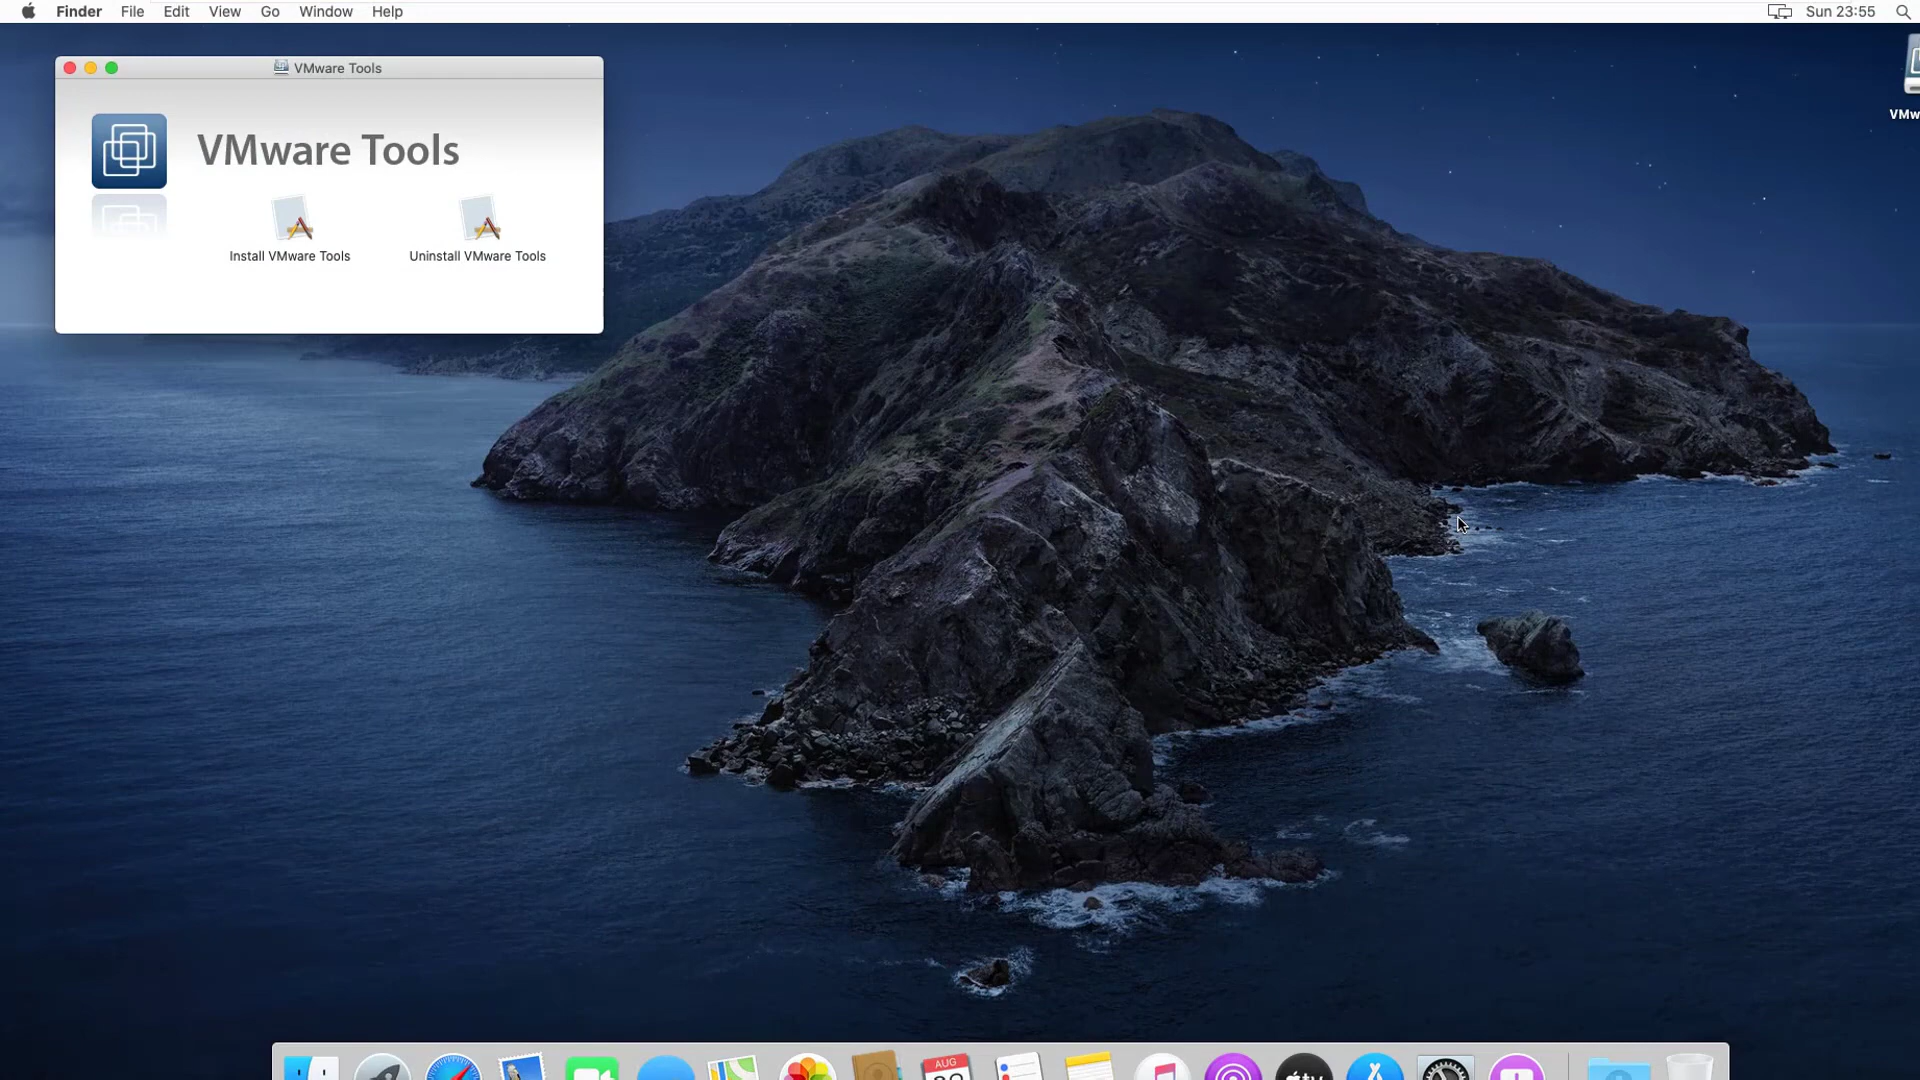 Finder File Edit View Go Window Help Sun 23:55
VMware Tools
VMware Tools
Install VMware Tools Uninstall VMware Tools
VMw
AUG